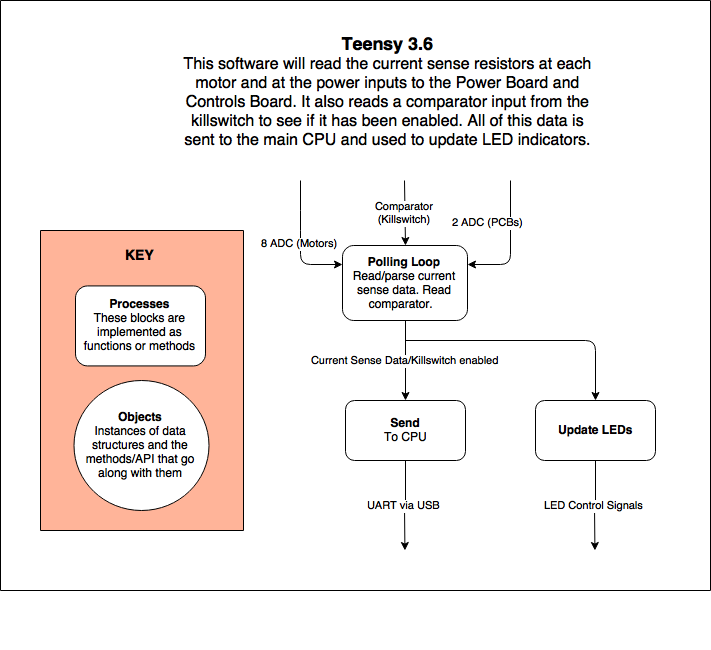 Teensy 3.6
This software will read the current sense resistors at each
motor and at the power inputs to the Power Board and
Controls Board. It also reads a comparator input from the
killswitch to see if it has been enabled. All of this data is
sent to the main CPU and used to update LED indicators.
Comparator
(Killswitch)
2 ADC (PCBs)
8 ADC (Motors)
Polling Loop
Read/parse current
sense data. Read
comparator.
Current Sense Data/Killswitch enabled
Send
To CPU
Update LEDs
UART via USB
LED Control Signals
KEY
Processes
These blocks are
implemented as
functions or methods
Objects
Instances of data
structures and the
methods/API that go
along with them